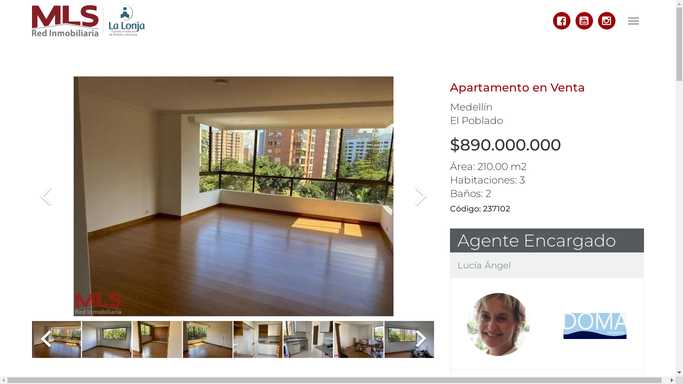 MLS
Red Inmobiliaria
La Lonja
Apartamento en Venta
Medellín
El Poblado
$890.000.000
Área: 210.00 m2
Habitaciones: 3
Baños: 2
Código: 237102
MLS
Red Inmobiliaria
Agente Encargado
Lucía Ángel
DOMA